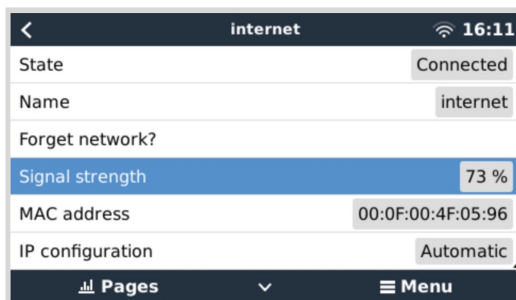 internet 16:11
State Connected
Name internet
Forget network?
Signal strength 73 %
MAC address 00:0F:00:4F:05:96
IP configuration Automatic
Pages Menu